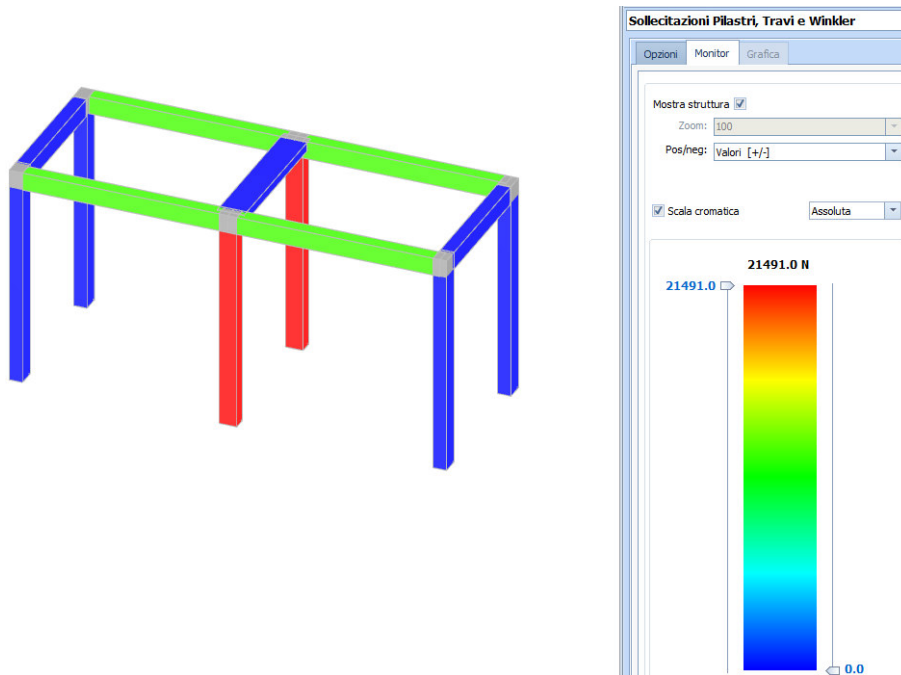 Sollecitazioni Pilastri, Travi e Winkler
Opzioni Monitor Grafica
Mostra struttura
Zoom: 100
Pos/neg: Valori [+/-]
Scala cromatica Assoluta
21491.0 N
21491.0
0.0